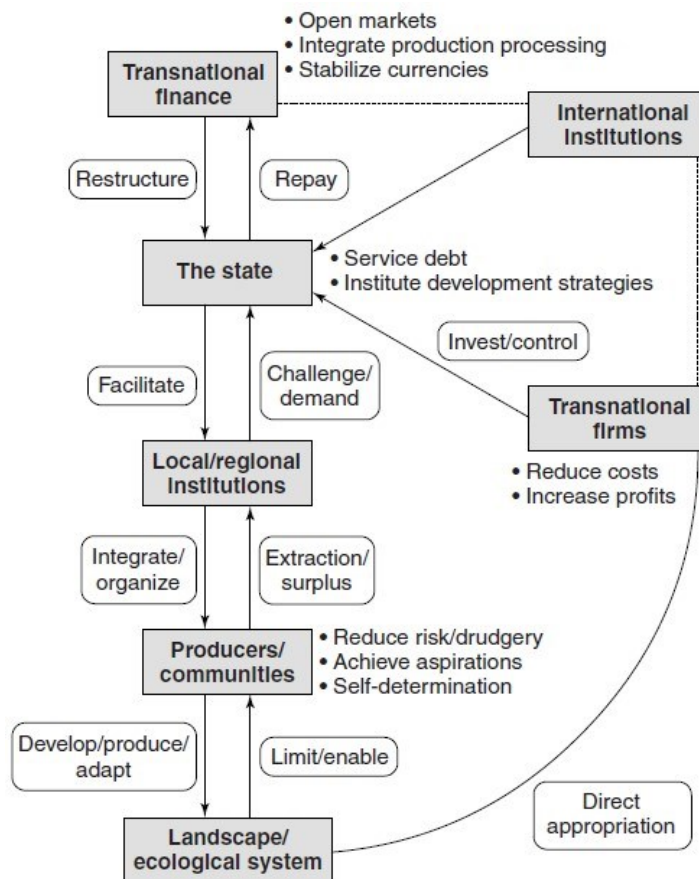 • Open markets
• Integrate production processing
• Stabilize currencies
Transnational
finance
International
institutions
Restructure
Repay
The state
• Service debt
• Institute development strategies
Invest/control
Facilitate
Challenge/
demand
Transnational
firms
Local/regional
institutions
• Reduce costs
• Increase profits
Integrate/
organize
Extraction/
surplus
Producers/
communities
• Reduce risk/drudgery
• Achieve aspirations
• Self-determination
Develop/produce/
adapt
Limit/enable
Direct
appropriation
Landscape/
ecological system